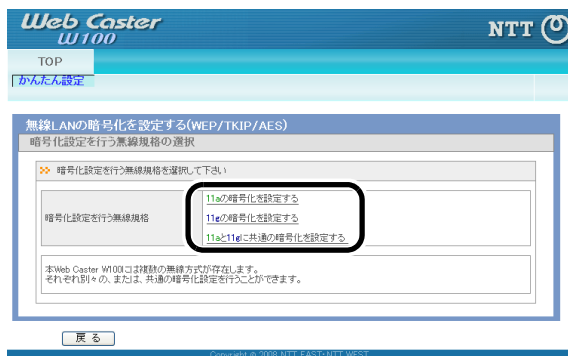 Web Caster
W100
NTT
TOP
かんたん設定
無線LANの暗号化を設定する(WEP/TKIP/AES)
暗号化設定を行う無線規格の選択
暗号化設定を行う無線規格を選択して下さい
暗号化設定を行う無線規格
11aの暗号化を設定する
11gの暗号化を設定する
11aと11gに共通の暗号化を設定する
本Web Caster W100には複数の無線方式が存在します。
それぞれ別々の、または、共通の暗号化設定を行うことができます。
戻る
Copyright © 2008 NTT EAST・NTT WEST